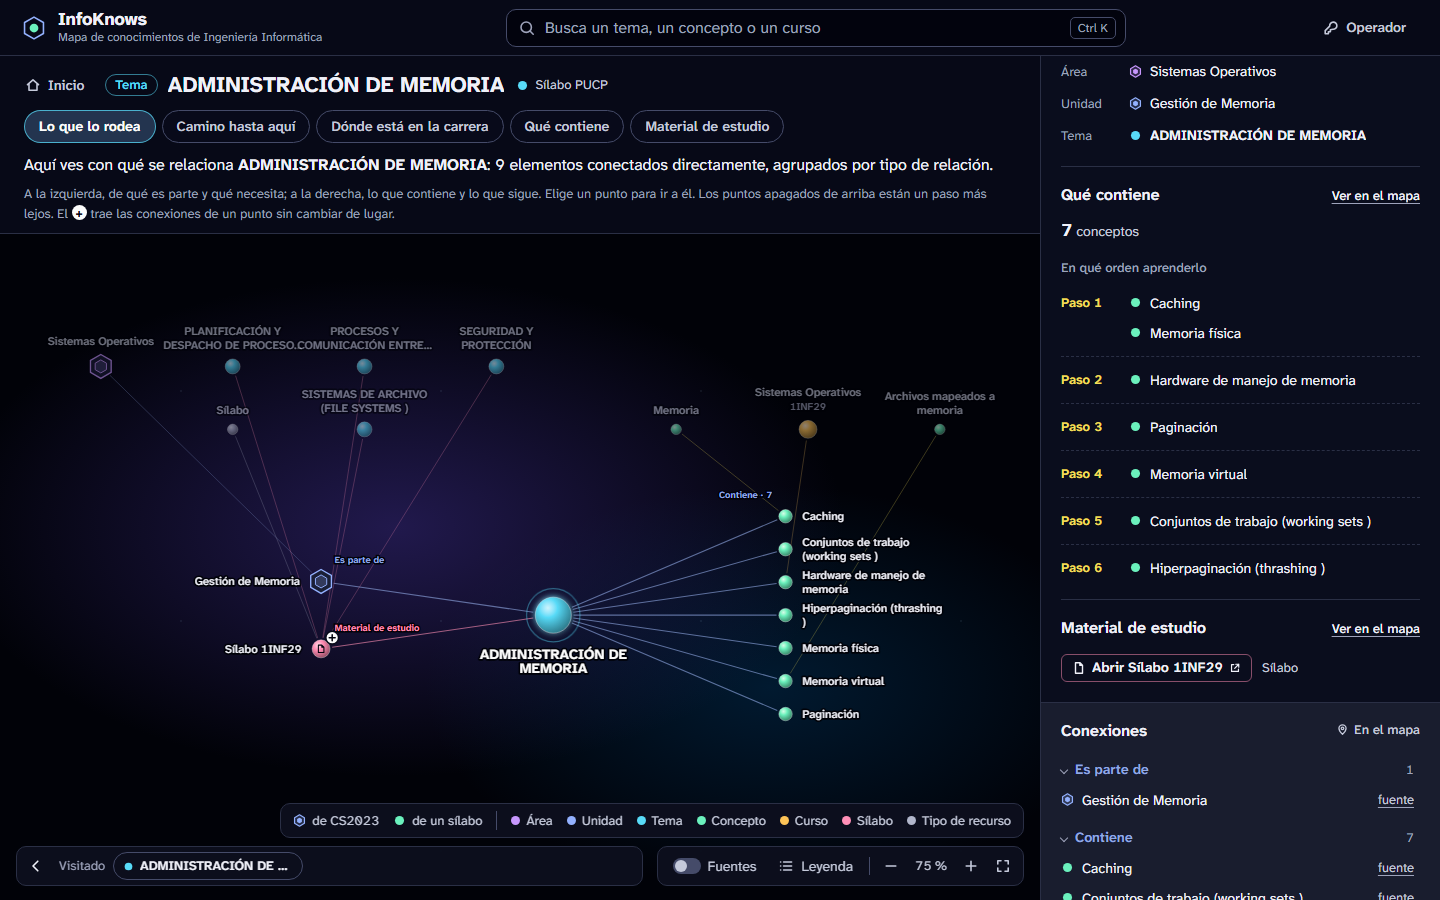 InfoKnows
Mapa de conocimientos de Ingeniería Informática
Busca un tema, un concepto o un curso
Ctrl K
Operador
Inicio
Tema
ADMINISTRACIÓN DE MEMORIA
Sílabo PUCP
Lo que lo rodea
Camino hasta aquí
Dónde está en la carrera
Qué contiene
Material de estudio
Aquí ves con qué se relaciona ADMINISTRACIÓN DE MEMORIA: 9 elementos conectados directamente, agrupados por tipo de relación.
A la izquierda, de qué es parte y qué necesita; a la derecha, lo que contiene y lo que sigue. Elige un punto para ir a él. Los puntos apagados de arriba están un paso más
lejos. El + trae las conexiones de un punto sin cambiar de lugar.
Sistemas Operativos
PLANIFICACIÓN Y
DESPACHO DE PROCESO...
PROCESOS Y
COMUNICACIÓN ENTRE...
SEGURIDAD Y
PROTECCIÓN
Sílabo
SISTEMAS DE ARCHIVO
(FILE SYSTEMS )
Memoria
Sistemas Operativos
1INF29
Archivos mapeados a
memoria
Contiene · 7
Caching
Conjuntos de trabajo
(working sets )
Hardware de manejo de
memoria
Hiperpaginación (thrashing
)
Memoria física
Memoria virtual
Paginación
Es parte de
Gestión de Memoria
Material de estudio
Sílabo 1INF29
ADMINISTRACIÓN DE
MEMORIA
de CS2023
de un sílabo
Área
Unidad
Tema
Concepto
Curso
Sílabo
Tipo de recurso
Visitado
ADMINISTRACIÓN DE ...
Fuentes
Leyenda
75 %
Área
Sistemas Operativos
Unidad
Gestión de Memoria
Tema
ADMINISTRACIÓN DE MEMORIA
Qué contiene
Ver en el mapa
7 conceptos
En qué orden aprenderlo
Paso 1
Caching
Memoria física
Paso 2
Hardware de manejo de memoria
Paso 3
Paginación
Paso 4
Memoria virtual
Paso 5
Conjuntos de trabajo (working sets )
Paso 6
Hiperpaginación (thrashing )
Material de estudio
Ver en el mapa
Abrir Sílabo 1INF29
Sílabo
Conexiones
En el mapa
Es parte de
1
Gestión de Memoria
fuente
Contiene
7
Caching
fuente
Conjuntos de trabajo (working sets )
fuente